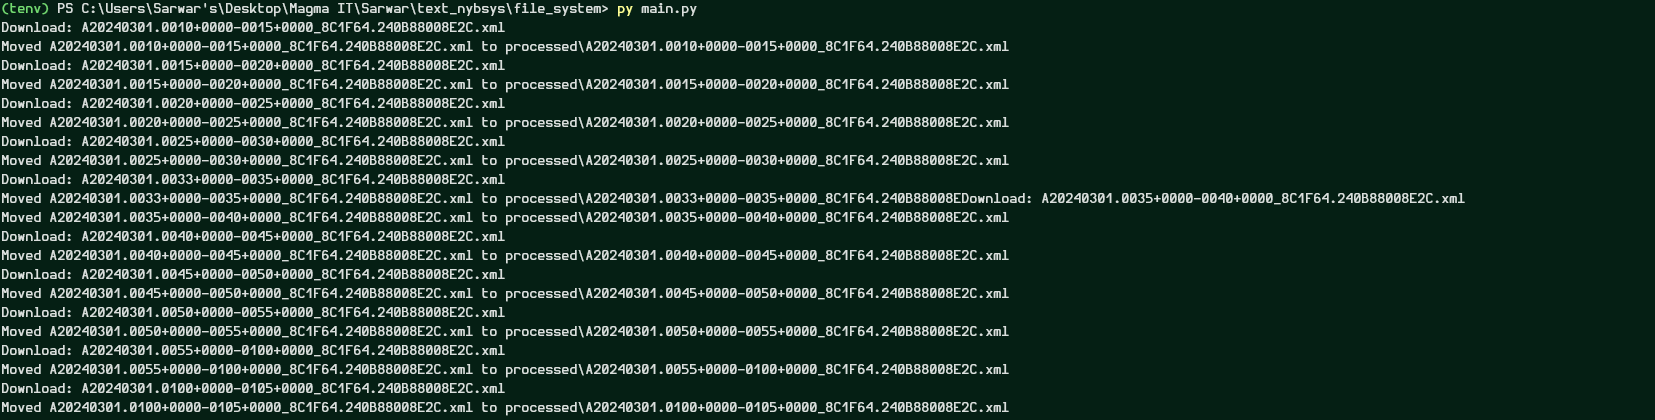 (tenv) PS C:\Users\Sarwar's\Desktop\Magma IT\Sarwar\text_nybsys\file_system> py main.py
Download: A20240301.0010+0000-0015+0000_8C1F64.240B88008E2C.xml
Moved A20240301.0010+0000-0015+0000_8C1F64.240B88008E2C.xml to processed\A20240301.0010+0000-0015+0000_8C1F64.240B88008E2C.xml
Download: A20240301.0015+0000-0020+0000_8C1F64.240B88008E2C.xml
Moved A20240301.0015+0000-0020+0000_8C1F64.240B88008E2C.xml to processed\A20240301.0015+0000-0020+0000_8C1F64.240B88008E2C.xml
Download: A20240301.0020+0000-0025+0000_8C1F64.240B88008E2C.xml
Moved A20240301.0020+0000-0025+0000_8C1F64.240B88008E2C.xml to processed\A20240301.0020+0000-0025+0000_8C1F64.240B88008E2C.xml
Download: A20240301.0025+0000-0030+0000_8C1F64.240B88008E2C.xml
Moved A20240301.0025+0000-0030+0000_8C1F64.240B88008E2C.xml to processed\A20240301.0025+0000-0030+0000_8C1F64.240B88008E2C.xml
Download: A20240301.0033+0000-0035+0000_8C1F64.240B88008E2C.xml
Moved A20240301.0033+0000-0035+0000_8C1F64.240B88008E2C.xml to processed\A20240301.0033+0000-0035+0000_8C1F64.240B88008EDownload: A20240301.0035+0000-0040+0000_8C1F64.240B88008E2C.xml
Moved A20240301.0035+0000-0040+0000_8C1F64.240B88008E2C.xml to processed\A20240301.0035+0000-0040+0000_8C1F64.240B88008E2C.xml
Download: A20240301.0040+0000-0045+0000_8C1F64.240B88008E2C.xml
Moved A20240301.0040+0000-0045+0000_8C1F64.240B88008E2C.xml to processed\A20240301.0040+0000-0045+0000_8C1F64.240B88008E2C.xml
Download: A20240301.0045+0000-0050+0000_8C1F64.240B88008E2C.xml
Moved A20240301.0045+0000-0050+0000_8C1F64.240B88008E2C.xml to processed\A20240301.0045+0000-0050+0000_8C1F64.240B88008E2C.xml
Download: A20240301.0050+0000-0055+0000_8C1F64.240B88008E2C.xml
Moved A20240301.0050+0000-0055+0000_8C1F64.240B88008E2C.xml to processed\A20240301.0050+0000-0055+0000_8C1F64.240B88008E2C.xml
Download: A20240301.0055+0000-0100+0000_8C1F64.240B88008E2C.xml
Moved A20240301.0055+0000-0100+0000_8C1F64.240B88008E2C.xml to processed\A20240301.0055+0000-0100+0000_8C1F64.240B88008E2C.xml
Download: A20240301.0100+0000-0105+0000_8C1F64.240B88008E2C.xml
Moved A20240301.0100+0000-0105+0000_8C1F64.240B88008E2C.xml to processed\A20240301.0100+0000-0105+0000_8C1F64.240B88008E2C.xml